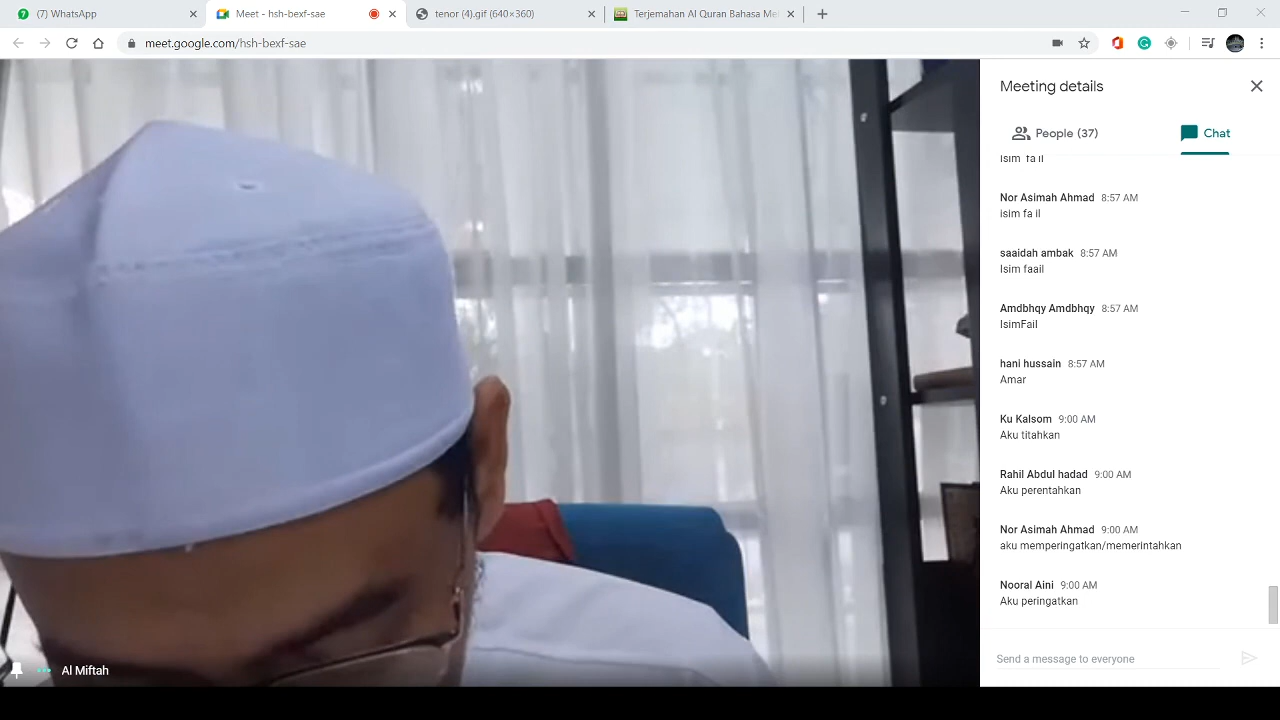 (7) WhatsApp
Meet - hsh-bexf-sae
tenor (4).gif (640×360)
Terjemahan Al Quran Bahasa Me
meet.google.com/hsh-bexf-sae
Meeting details
People (37)
Chat
isim fa il
Nor Asimah Ahmad 8:57 AM
isim fa il
saaidah ambak 8:57 AM
Isim faail
Amdbhqy Amdbhqy 8:57 AM
IsimFail
hani hussain 8:57 AM
Amar
Ku Kalsom 9:00 AM
Aku titahkan
Rahil Abdul hadad 9:00 AM
Aku perentahkan
Nor Asimah Ahmad 9:00 AM
aku memperingatkan/memerintahkan
Nooral Aini 9:00 AM
Aku peringatkan
Send a message to everyone
Al Miftah